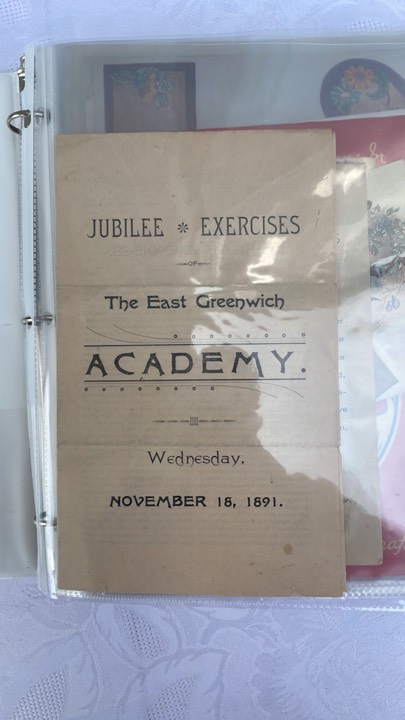 JUBILEE * EXERCISES
OF
The East Greenwich
ACADEMY.
Wednesday,
NOVEMBER 18, 1891.